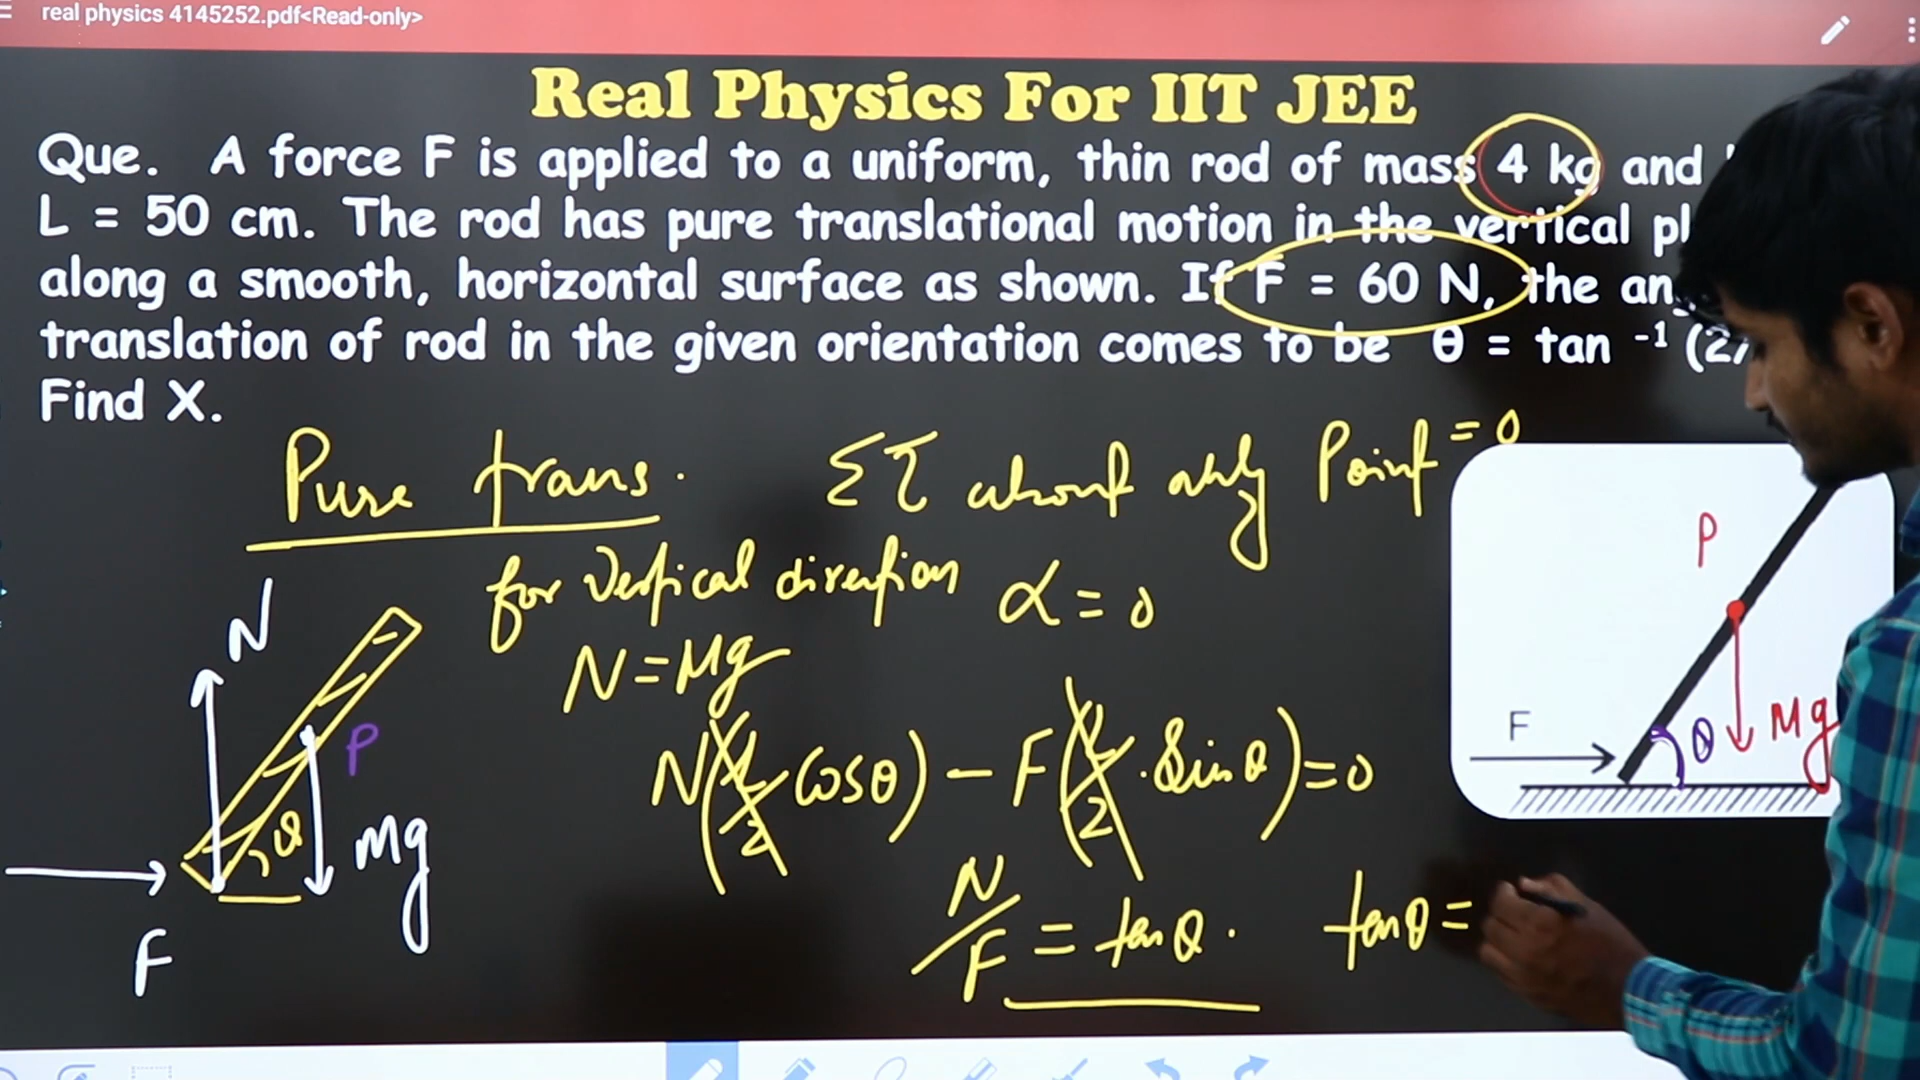 real physics 4145252.pdf<Read-only>
Real Physics For IIT JEE
Que. A force F is applied to a uniform, thin rod of mass 4 kg and
L = 50 cm. The rod has pure translational motion in the vertical
along a smooth, horizontal surface as shown. If F = 60 N, the
translation of rod in the given orientation comes to be θ = tan ⁻¹ (2/
Find X.
Pure trans. Στ about any Point = 0
for vertical direction α = 0
N = Mg
N(L/2 cosθ) - F(L/2 . Sinθ) = 0
N/F = tanθ . tanθ =
N
P
θ
Mg
F
P
F
θ
Mg